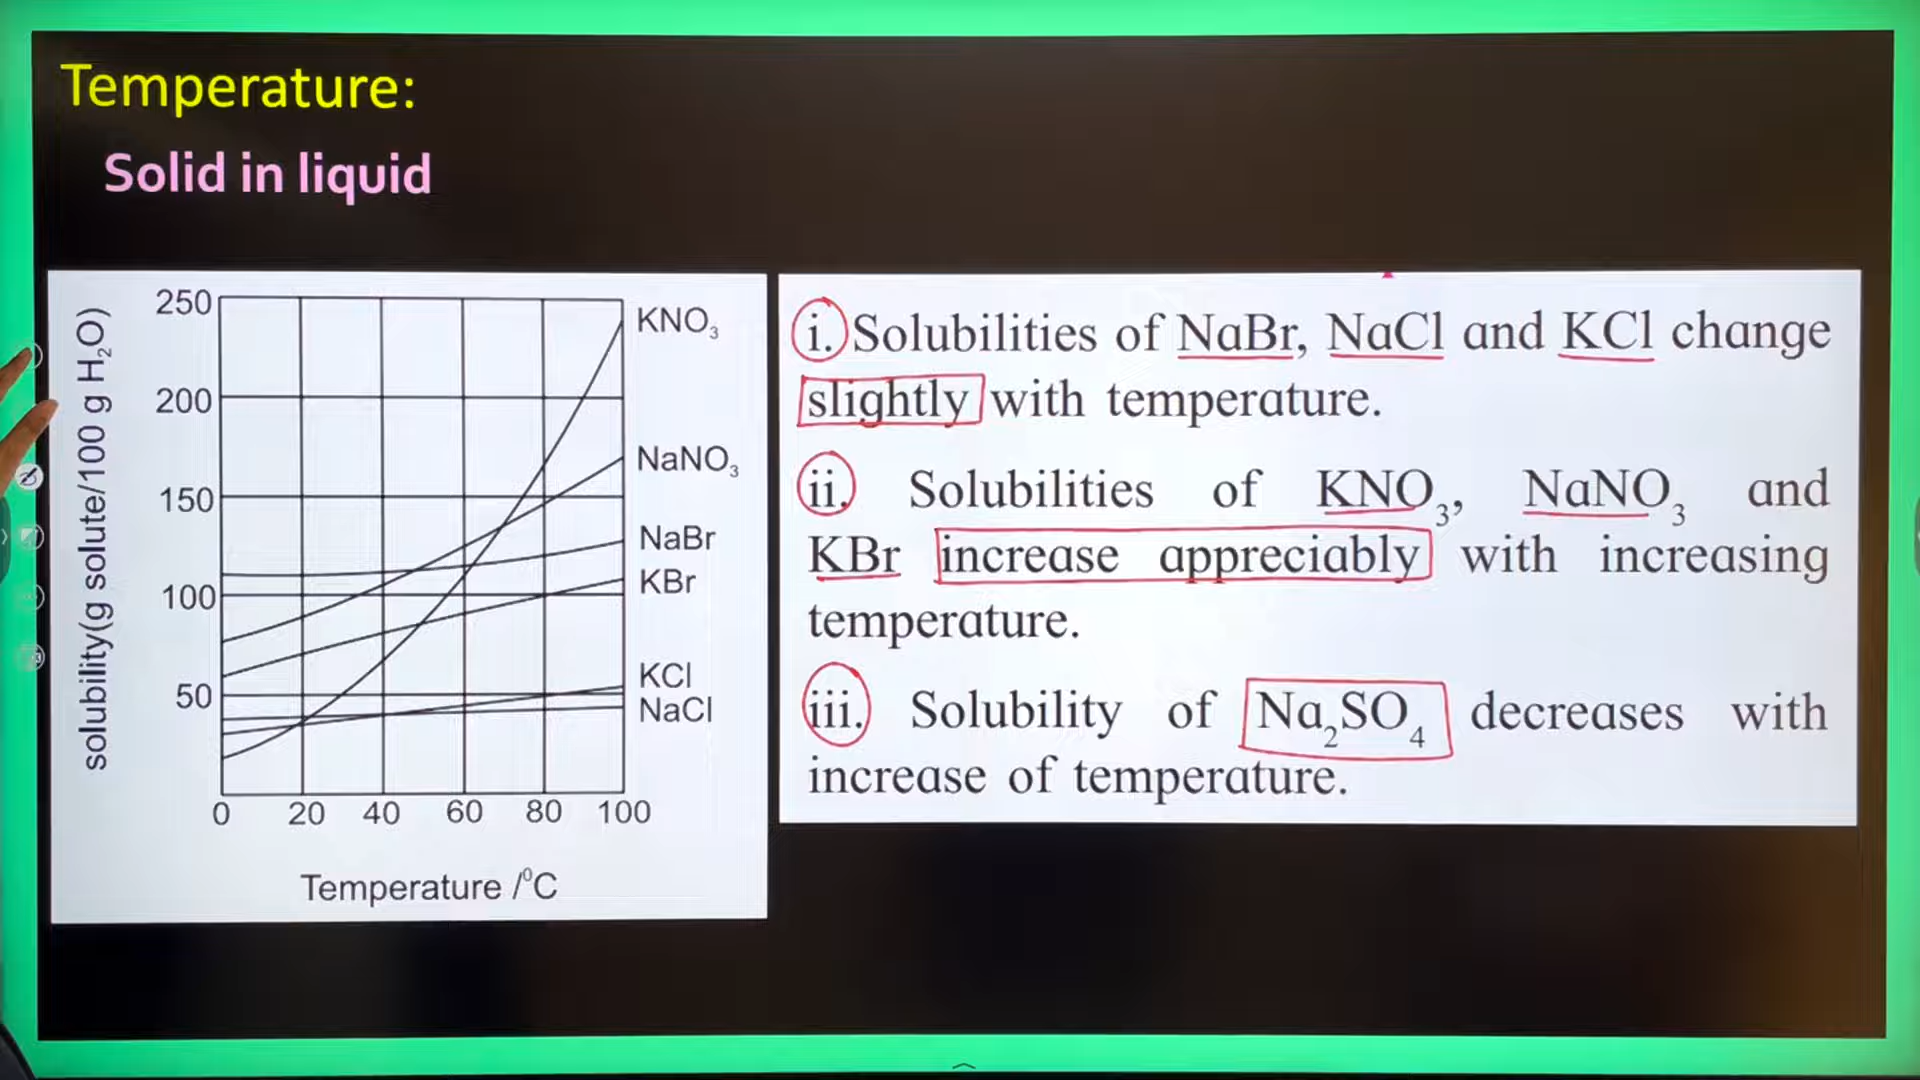 Temperature:
Solid in liquid
solubility(g solute/100 g H₂O)
250
200
150
100
50
0 20 40 60 80 100
Temperature /⁰C
KNO₃
NaNO₃
NaBr
KBr
KCl
NaCl
i. Solubilities of NaBr, NaCl and KCl change
slightly with temperature.
ii. Solubilities of KNO₃, NaNO₃ and
KBr increase appreciably with increasing
temperature.
iii. Solubility of Na₂SO₄ decreases with
increase of temperature.